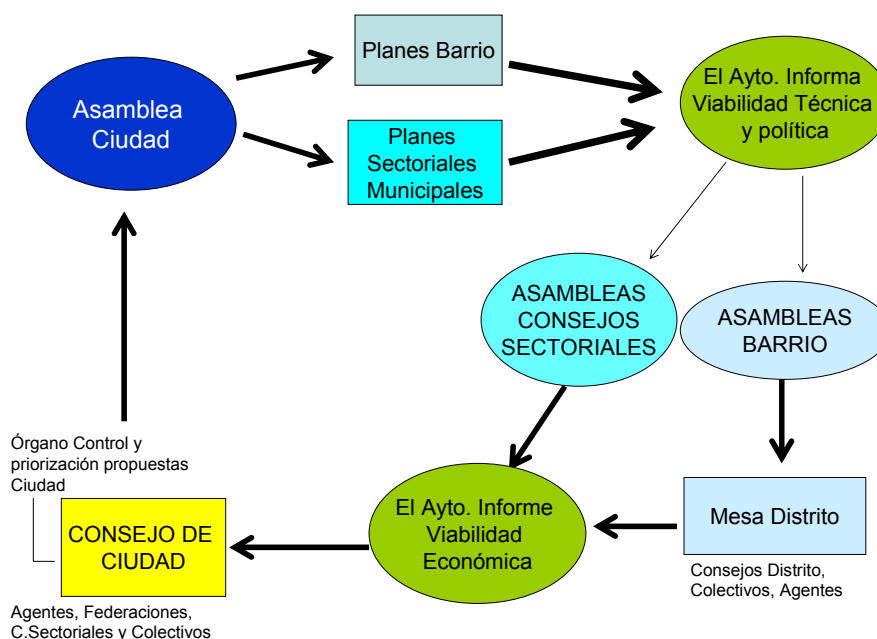 Planes Barrio
Asamblea
Ciudad
Planes
Sectoriales
Municipales
El Ayto. Informa
Viabilidad Técnica
y política
ASAMBLEAS
CONSEJOS
SECTORIALES
ASAMBLEAS
BARRIO
Órgano Control y
priorización propuestas
Ciudad
CONSEJO DE
CIUDAD
Agentes, Federaciones,
C.Sectoriales y Colectivos
El Ayto. Informe
Viabilidad
Económica
Mesa Distrito
Consejos Distrito,
Colectivos, Agentes